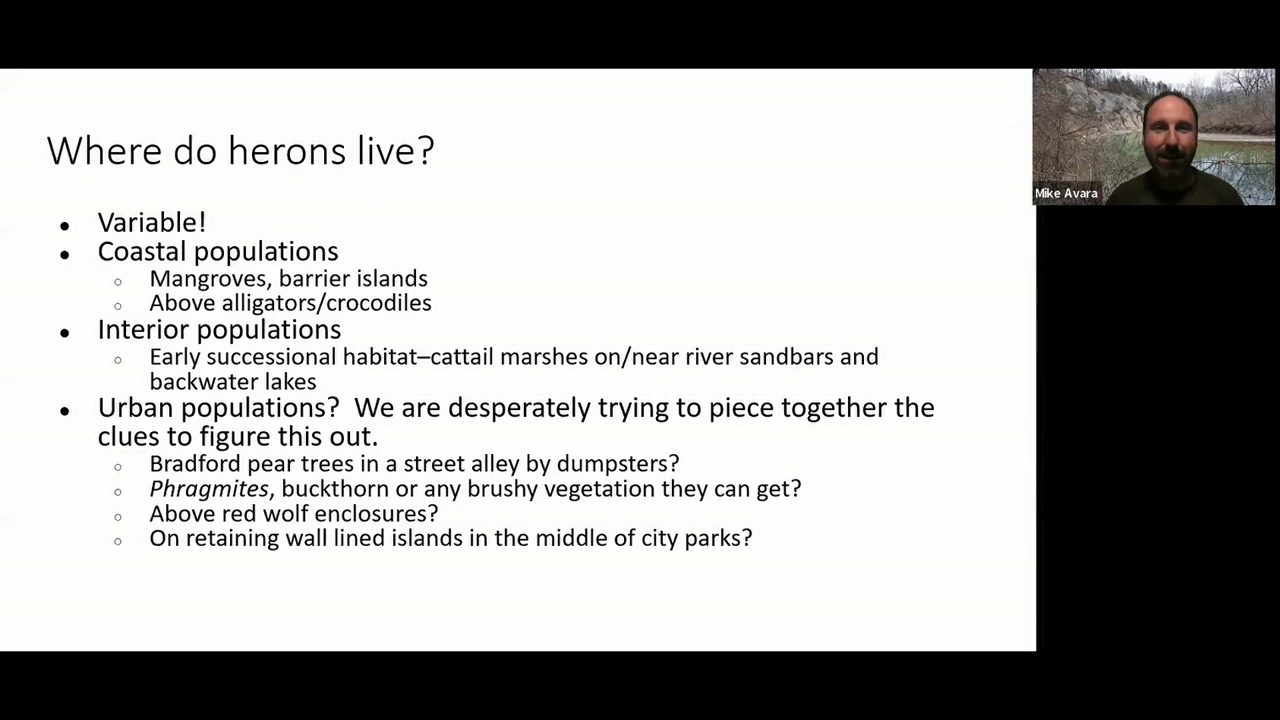 Where do herons live?
Mike Avara
• Variable!
• Coastal populations
○ Mangroves, barrier islands
○ Above alligators/crocodiles
• Interior populations
○ Early successional habitat–cattail marshes on/near river sandbars and
backwater lakes
• Urban populations?  We are desperately trying to piece together the
clues to figure this out.
○ Bradford pear trees in a street alley by dumpsters?
○ Phragmites, buckthorn or any brushy vegetation they can get?
○ Above red wolf enclosures?
○ On retaining wall lined islands in the middle of city parks?